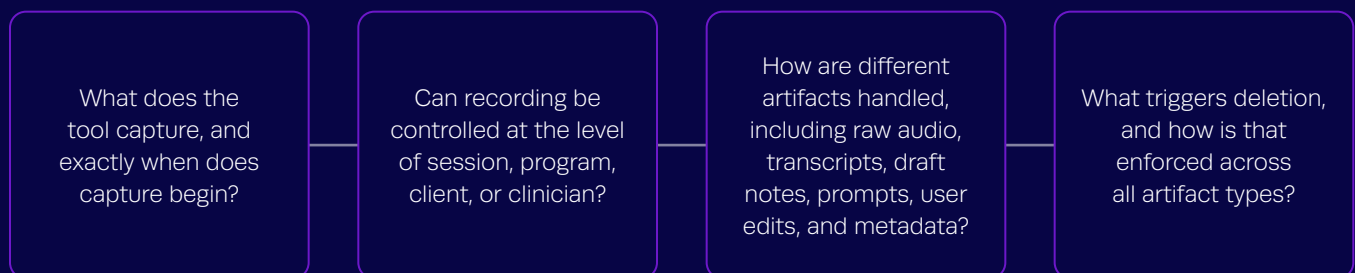 What does the
tool capture, and
exactly when does
capture begin?
Can recording be
controlled at the level
of session, program,
client, or clinician?
How are different
artifacts handled,
including raw audio,
transcripts, draft
notes, prompts, user
edits, and metadata?
What triggers deletion,
and how is that
enforced across
all artifact types?